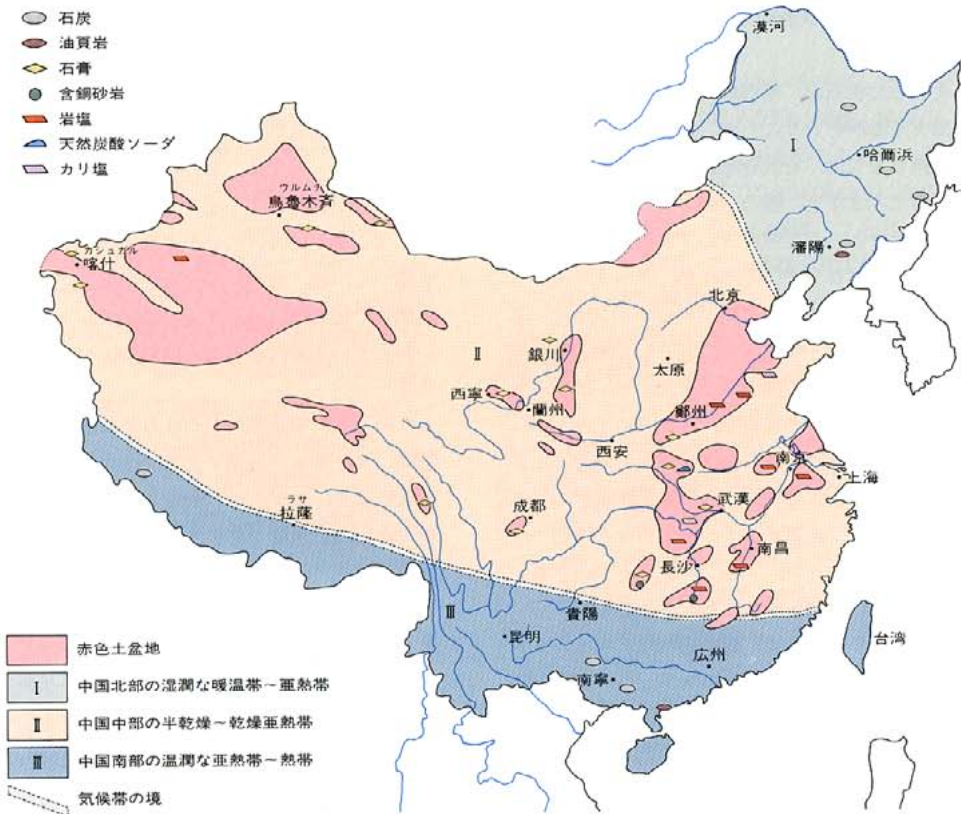 石炭
油頁岩
石膏
含銅砂岩
岩塩
天然炭酸ソーダ
カリ塩
漠河
I
哈爾浜
ウルムチ
烏魯木斉
瀋陽
カシュガル
喀什
北京
II
銀川
太原
西寧
蘭州
鄭州
西安
南京
上海
成都
武漢
ラサ
拉薩
南昌
長沙
III
貴陽
昆明
台湾
広州
南寧
赤色土盆地
I
中国北部の湿潤な暖温帯～亜熱帯
II
中国中部の半乾燥～乾燥亜熱帯
III
中国南部の温潤な亜熱帯～熱帯
気候帯の境